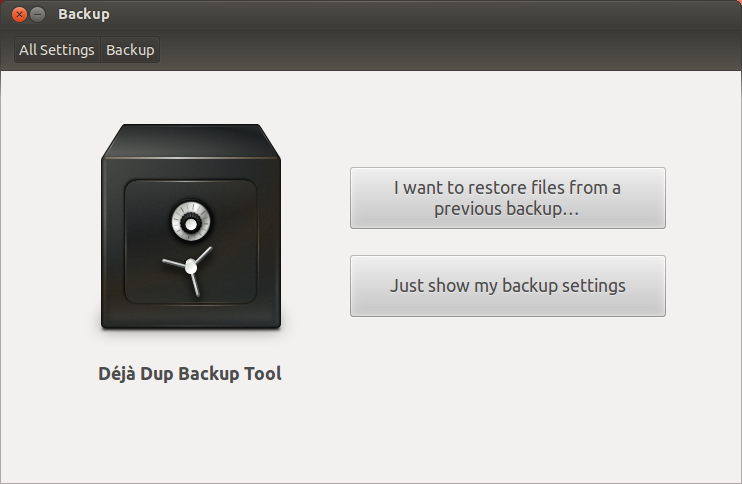 Backup
All Settings Backup
I want to restore files from a
previous backup…
Just show my backup settings
Déjà Dup Backup Tool